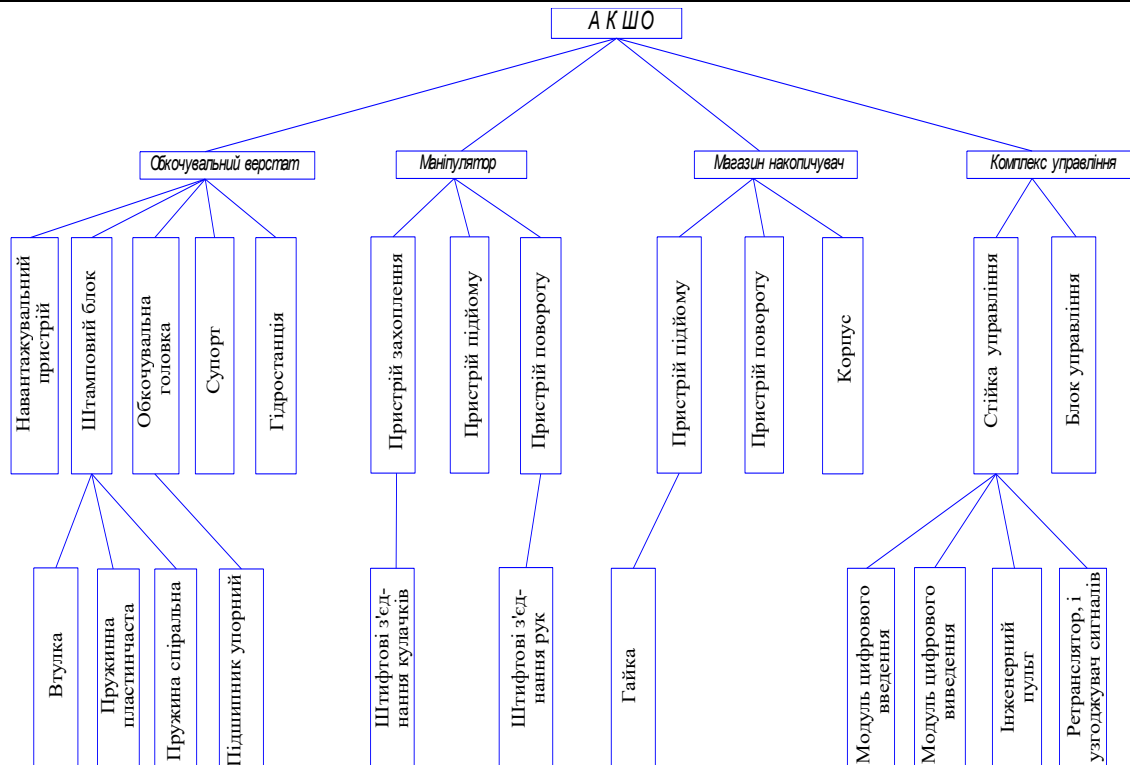 А К Ш О
Обкочувальний верстат
Маніпулятор
Магазин накопичувач
Комплекс управління
Навантажувальний
пристрій
Штамповий блок
Обкочувальна
головка
Супорт
Гідростанція
Пристрій захоплення
Пристрій підйому
Пристрій повороту
Пристрій підйому
Пристрій повороту
Корпус
Стійка управління
Блок управління
Втулка
Пружинна
пластинчаста
Пружина спіральна
Підшипник упорний
Штифтові з'єд-
нання кулачків
Штифтові з'єд-
нання рук
Гайка
Модуль цифрового
введення
Модуль цифрового
виведення
Інженерний
пульт
Ретранслятор, і
узгоджувач сигналів